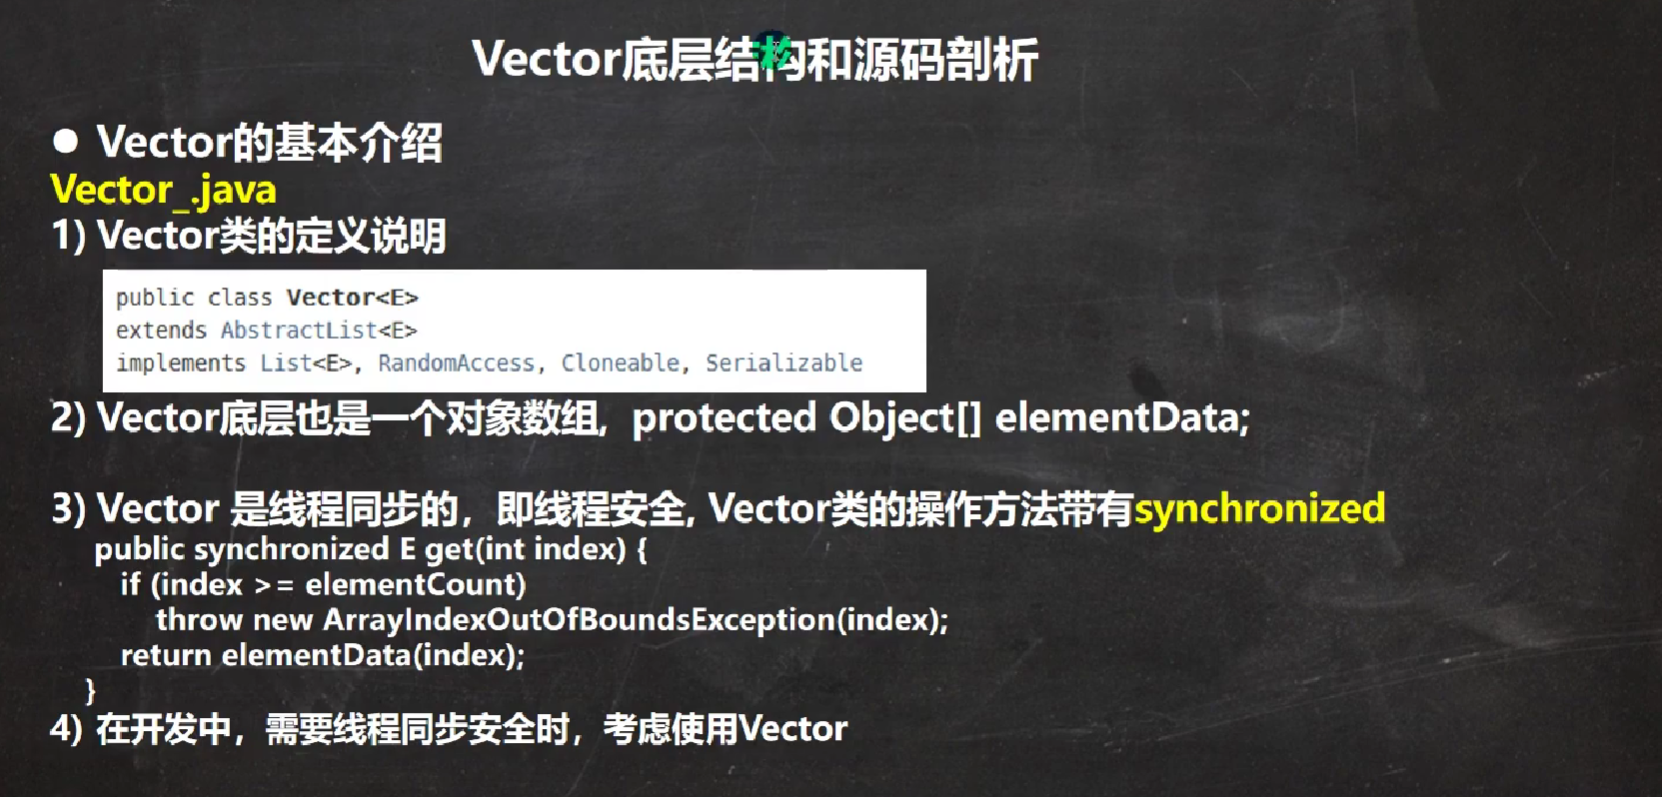 Vector底层结构和源码剖析
● Vector的基本介绍
Vector_.java
1) Vector类的定义说明
public class Vector<E>
extends AbstractList<E>
implements List<E>, RandomAccess, Cloneable, Serializable
2) Vector底层也是一个对象数组, protected Object[] elementData;
3) Vector 是线程同步的，即线程安全, Vector类的操作方法带有synchronized
public synchronized E get(int index) {
if (index >= elementCount)
throw new ArrayIndexOutOfBoundsException(index);
return elementData(index);
}
4) 在开发中，需要线程同步安全时，考虑使用Vector